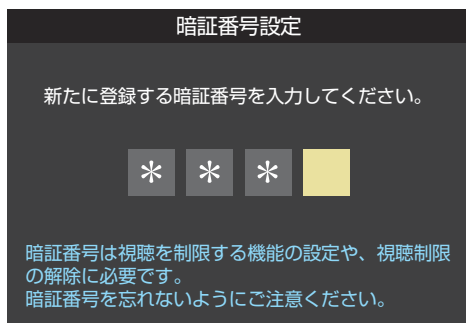 暗証番号設定
新たに登録する暗証番号を入力してください。
* * *
暗証番号は視聴を制限する機能の設定や、視聴制限
の解除に必要です。
暗証番号を忘れないようにご注意ください。